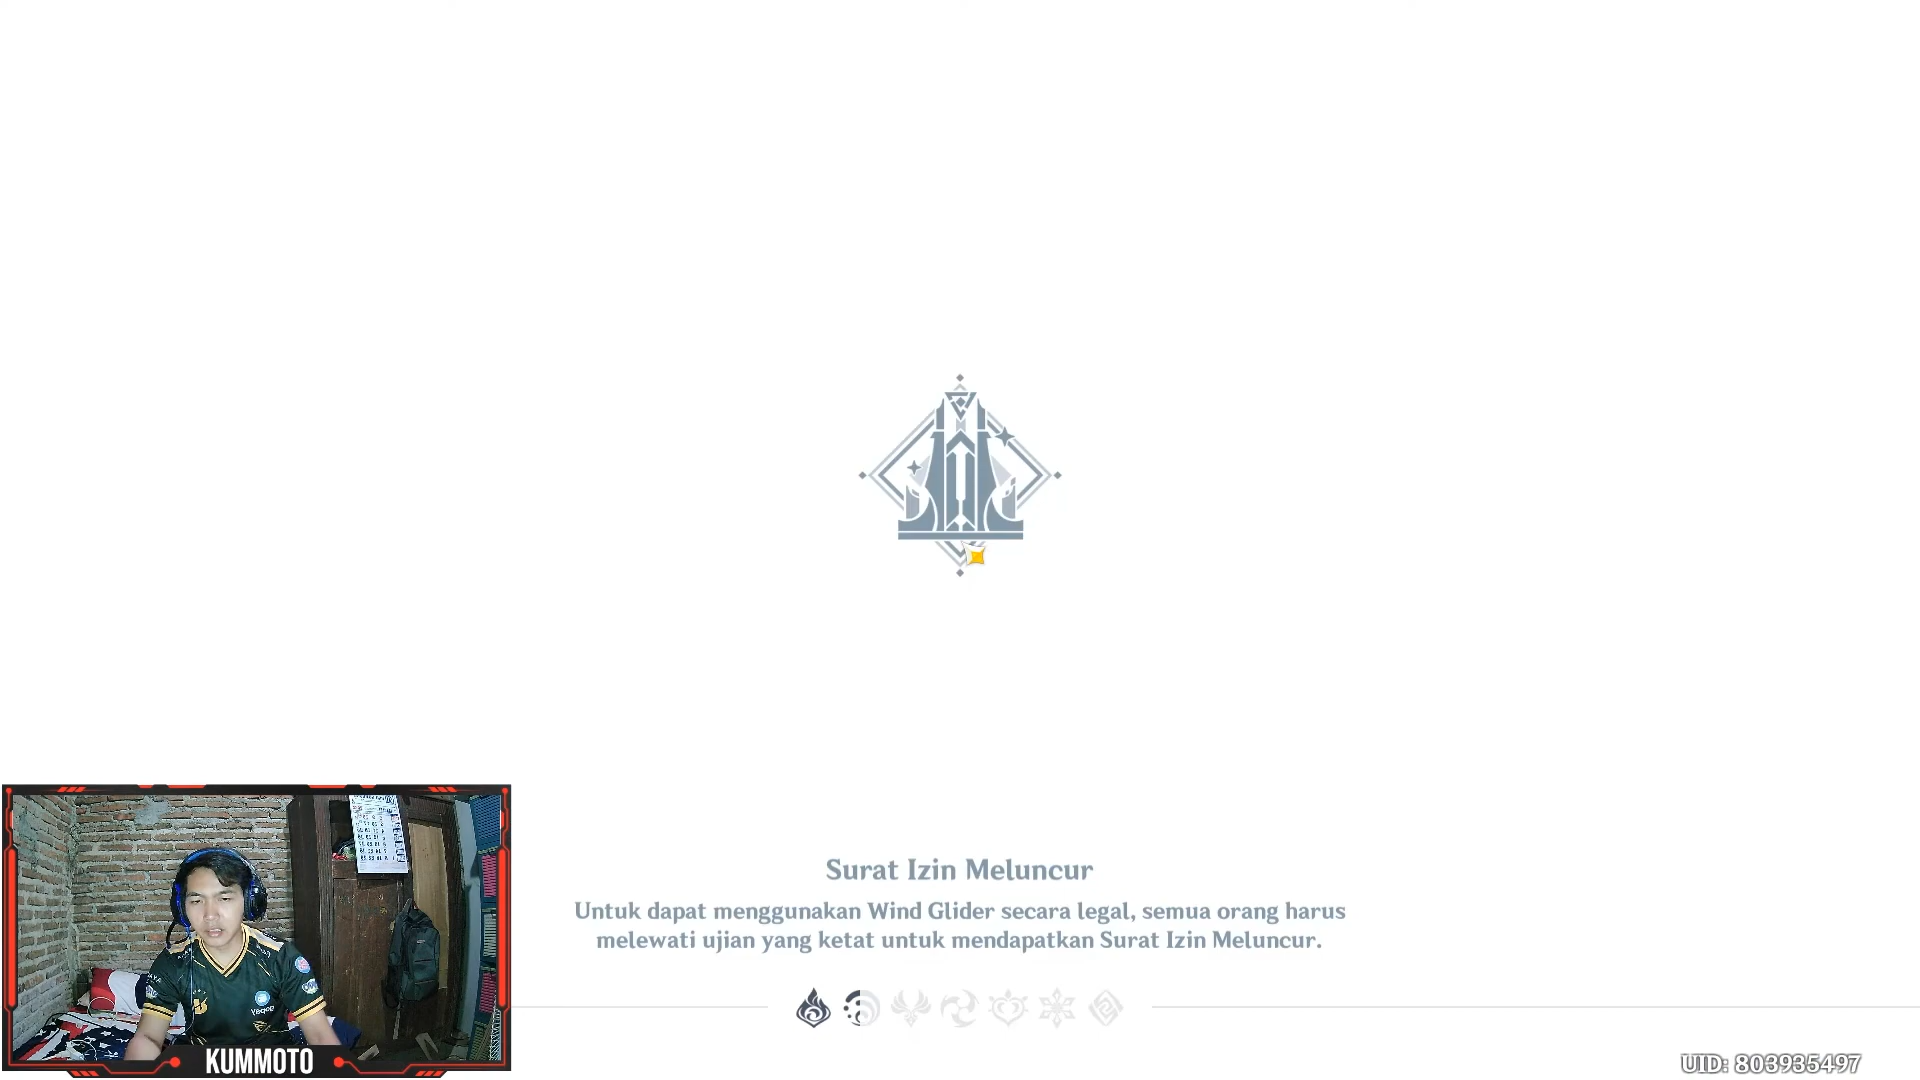 Surat Izin Meluncur
Untuk dapat menggunakan Wind Glider secara legal, semua orang harus
melewati ujian yang ketat untuk mendapatkan Surat Izin Meluncur.
KUMMOTO
UID: 803935497